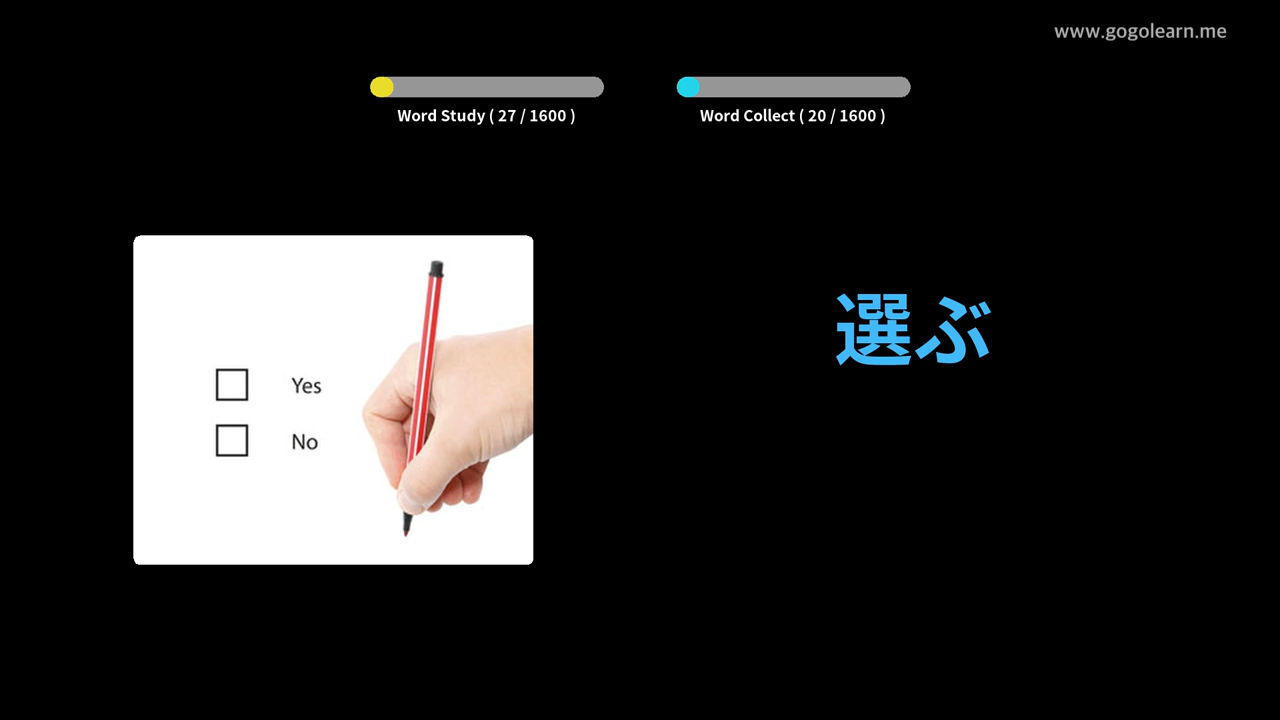 www.gogolearn.me
Word Study ( 27 / 1600 )
Word Collect ( 20 / 1600 )
選ぶ
Yes
No